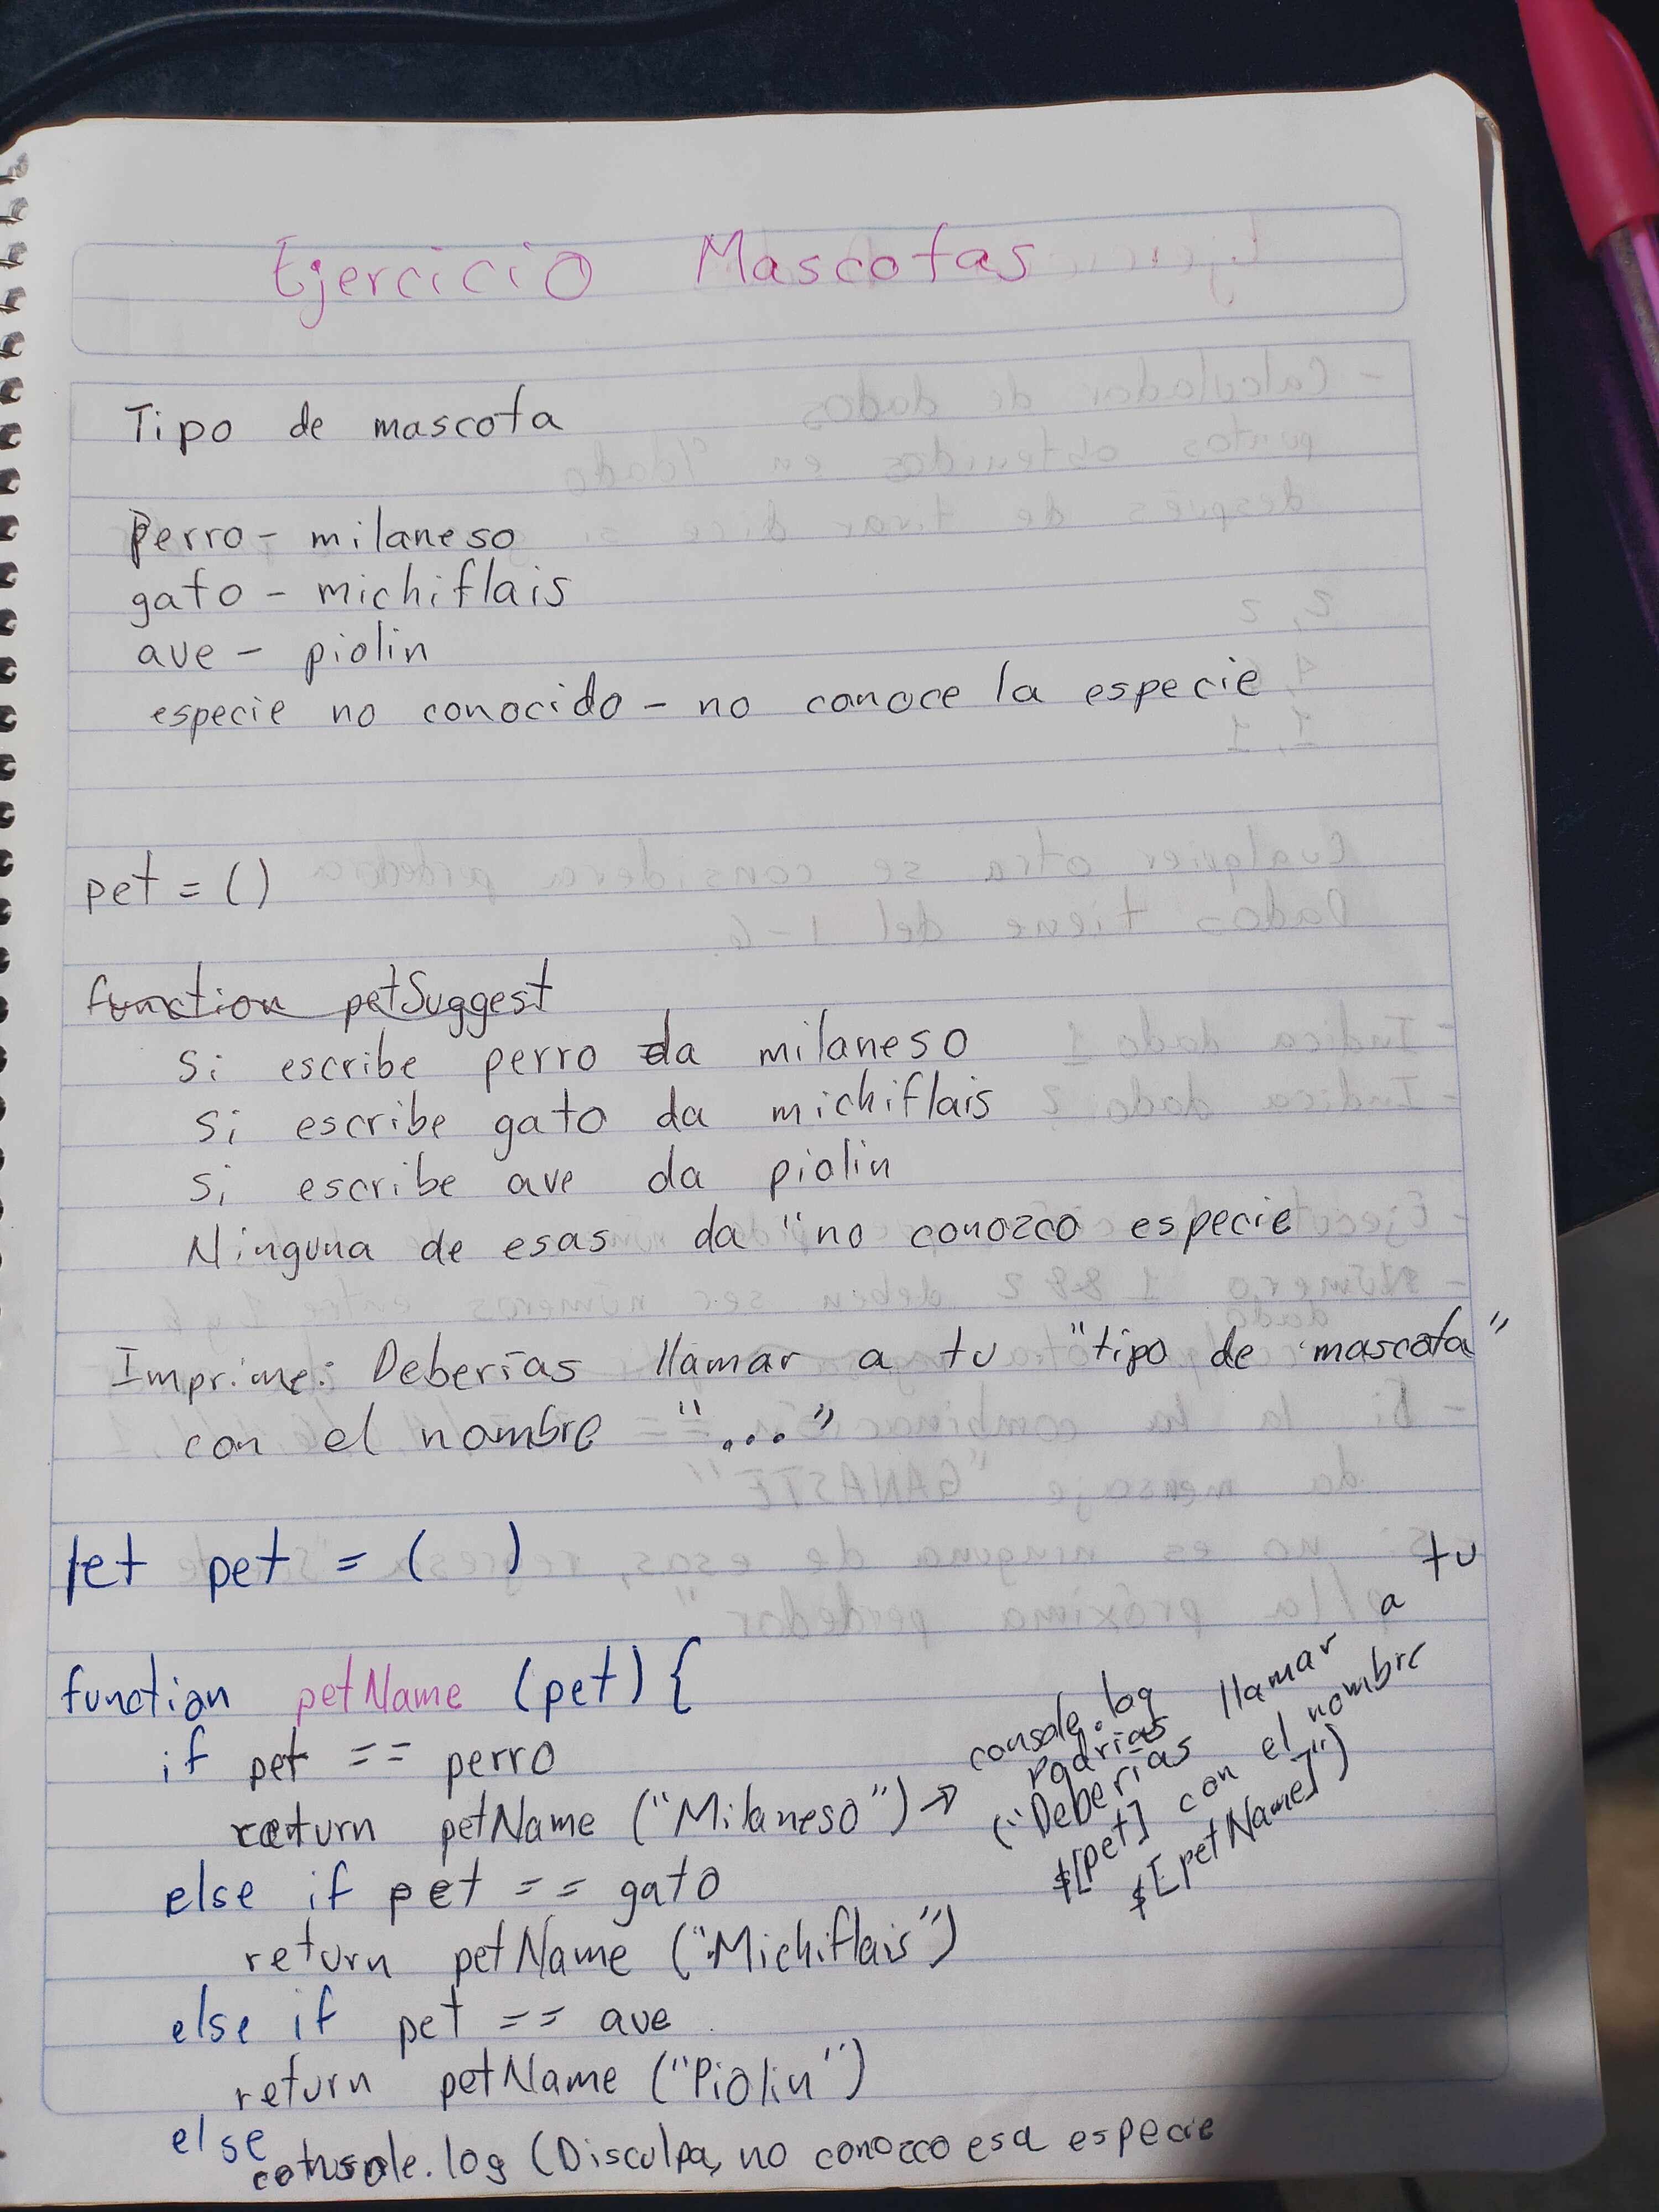 Ejercicio Mascotas
Tipo de mascota
Perro - milaneso
gato - michiflais
ave - piolin
especie no conocido - no conoce la especie
pet = ()
function petSuggest
Si escribe perro da milaneso
Si escribe gato da michiflais
Si escribe ave da piolin
Ninguna de esas da "no conozco especie
Imprime: Deberías llamar a tu "tipo de mascota"
con el nombre "..."
let pet = ( )
function petName (pet) {
if pet == perro
return petName ("Milaneso") →
console.log
Podrias
("Deberías llamar a tu
$[pet] con el nombre
$[petName]")
else if pet == gato
return petName ("Michiflais")
else if pet == ave
return petName ("Piolin")
else
console.log (Disculpa, no conozco esa especie